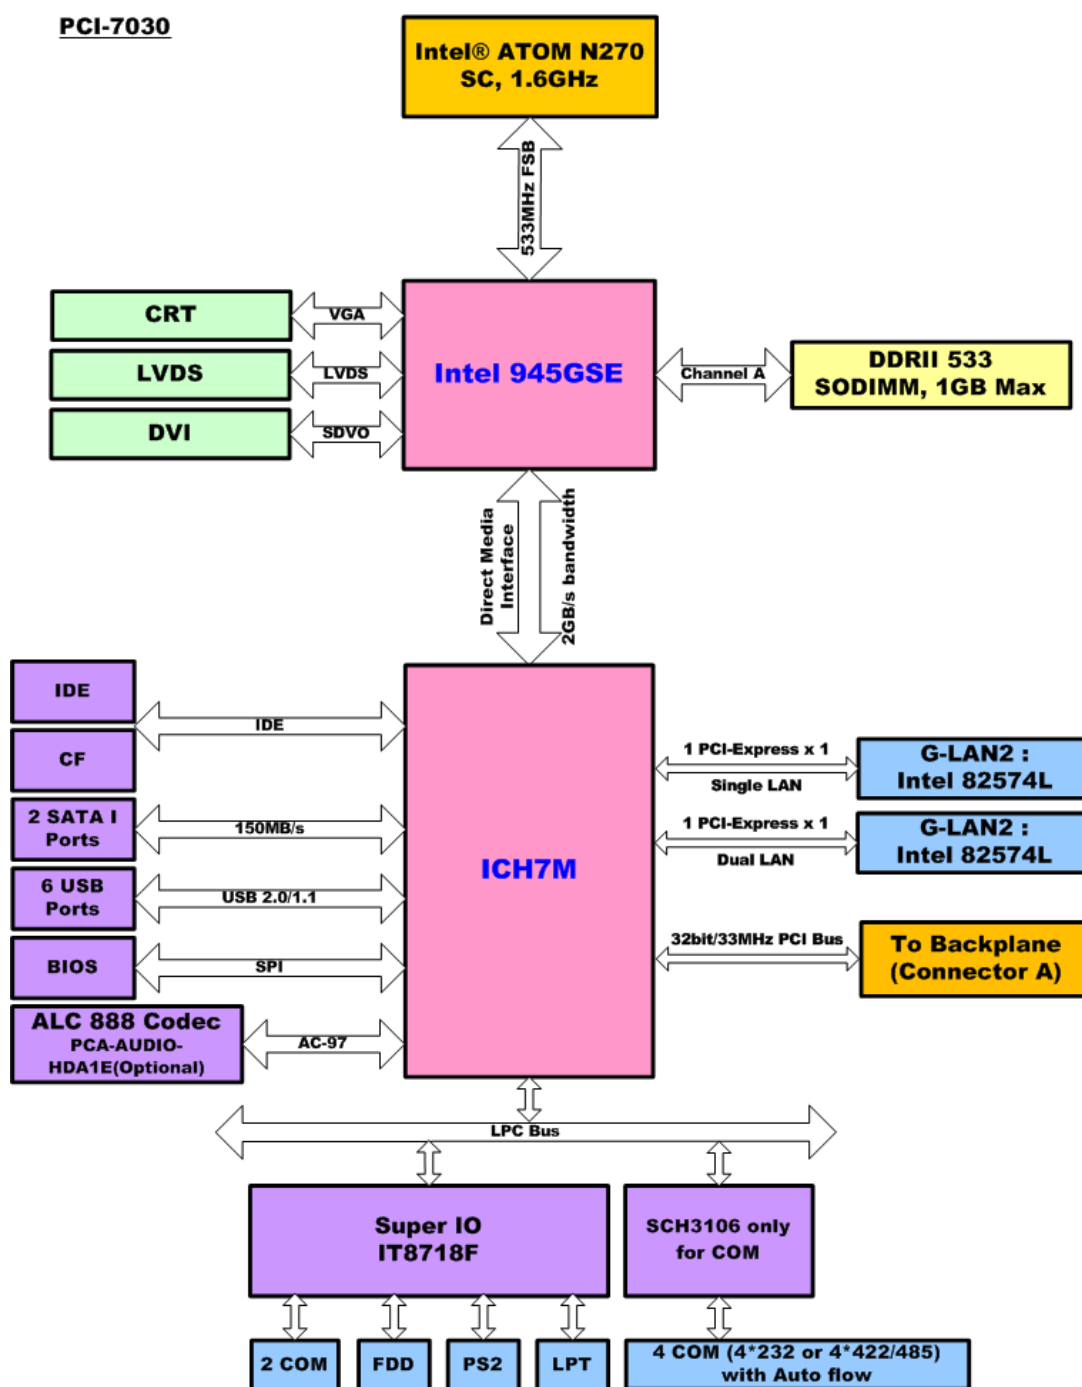 PCI-7030
Intel® ATOM N270
SC, 1.6GHz
533MHz FSB
CRT
VGA
LVDS
LVDS
DVI
SDVO
Intel 945GSE
Channel A
DDRII 533
SODIMM, 1GB Max
Direct Media
Interface
2GB/s bandwidth
IDE
CF
IDE
2 SATA I
Ports
150MB/s
6 USB
Ports
USB 2.0/1.1
BIOS
SPI
ALC 888 Codec
PCA-AUDIO-
HDA1E(Optional)
AC-97
ICH7M
1 PCI-Express x 1
Single LAN
G-LAN2 :
Intel 82574L
1 PCI-Express x 1
Dual LAN
G-LAN2 :
Intel 82574L
32bit/33MHz PCI Bus
To Backplane
(Connector A)
LPC Bus
Super IO
IT8718F
SCH3106 only
for COM
2 COM
FDD
PS2
LPT
4 COM (4*232 or 4*422/485)
with Auto flow